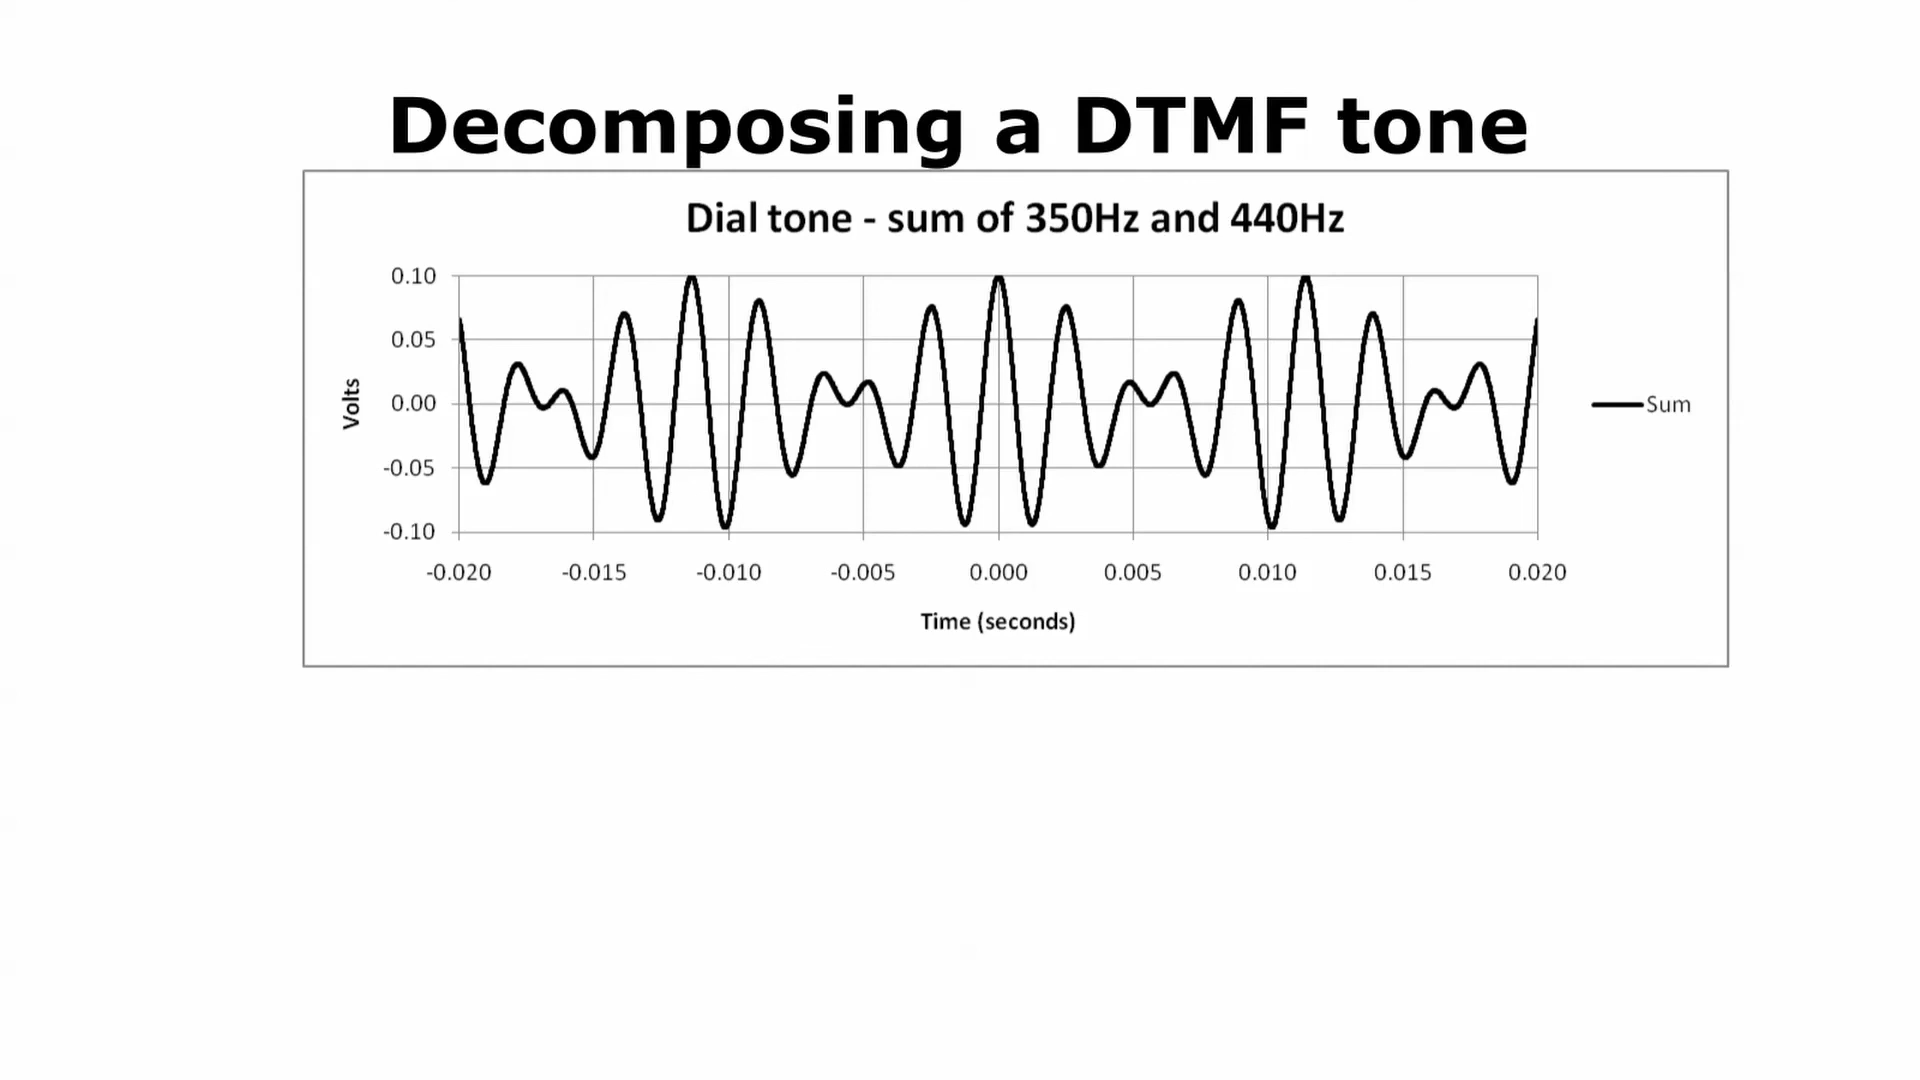 Decomposing a DTMF tone
Dial tone - sum of 350Hz and 440Hz
0.10
0.05
0.00
-0.05
-0.10
Volts
Sum
-0.020 -0.015 -0.010 -0.005 0.000 0.005 0.010 0.015 0.020
Time (seconds)